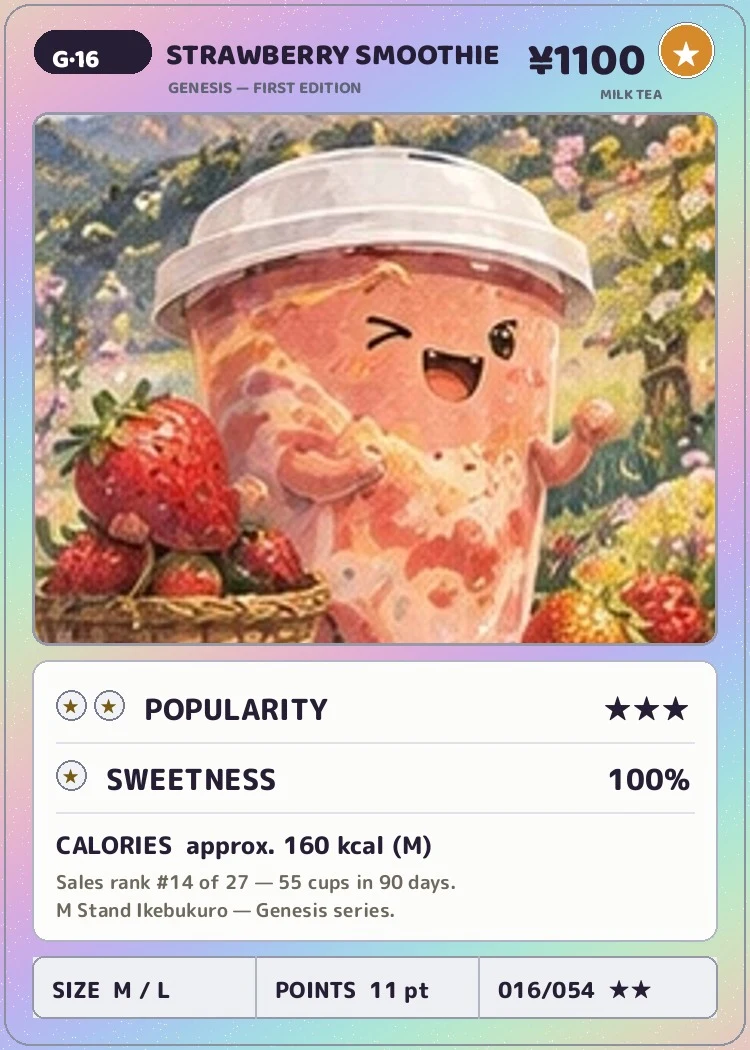 G·16
STRAWBERRY SMOOTHIE
¥1100 ★
GENESIS — FIRST EDITION
MILK TEA
★ ★ POPULARITY ★★★
★ SWEETNESS 100%
CALORIES approx. 160 kcal (M)
Sales rank #14 of 27 — 55 cups in 90 days.
M Stand Ikebukuro — Genesis series.
SIZE M / L
POINTS 11 pt
016/054 ★★